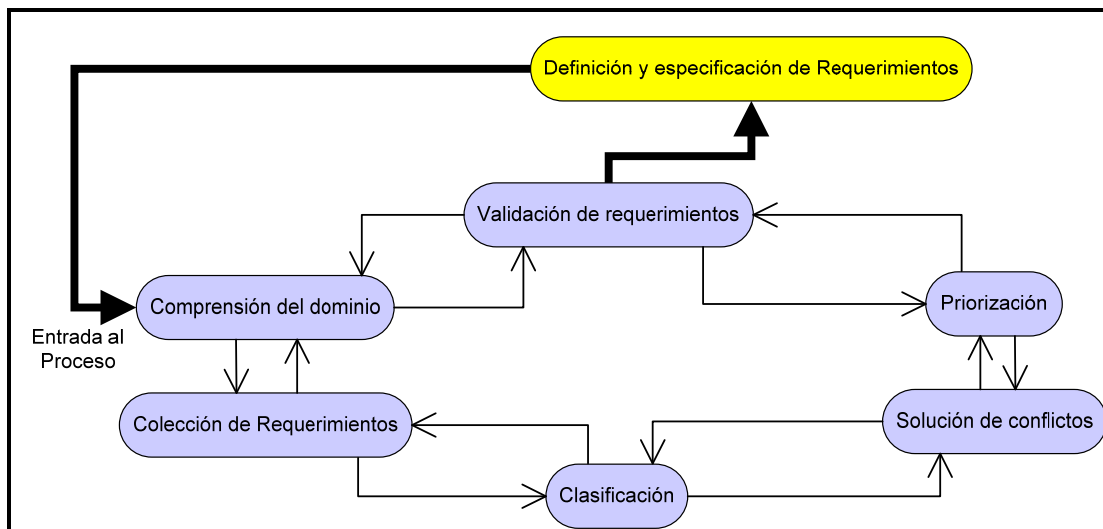 Definición y especificación de Requerimientos
Validación de requerimientos
Comprensión del dominio
Priorización
Entrada al
Proceso
Colección de Requerimientos
Solución de conflictos
Clasificación